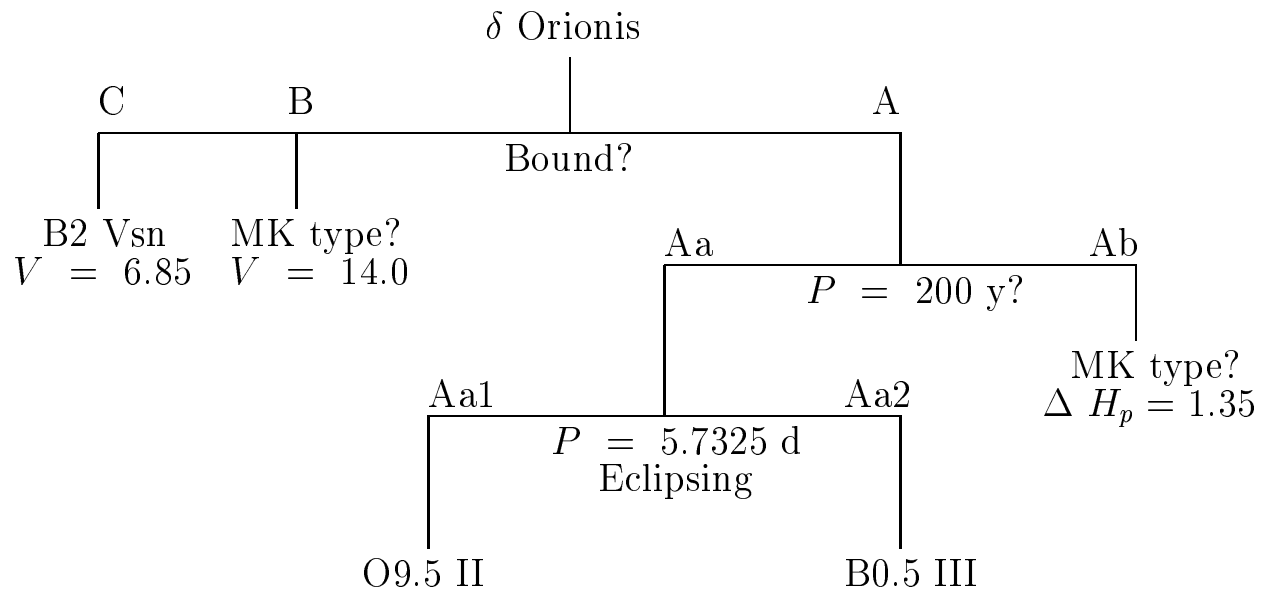 δ Orionis
C B A
Bound?
B2 Vsn MK type?
V = 6.85 V = 14.0
Aa Ab
P = 200 y?
MK type?
Δ Hp = 1.35
Aa1 Aa2
P = 5.7325 d
Eclipsing
O9.5 II B0.5 III